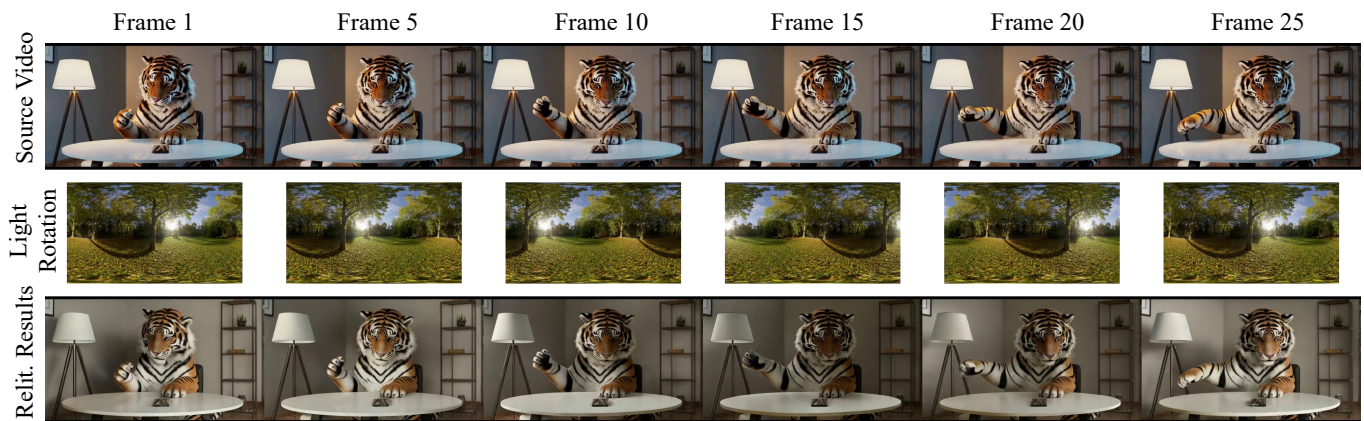 Frame 1 Frame 5 Frame 10 Frame 15 Frame 20 Frame 25
Source Video
Light
Rotation
Relit. Results